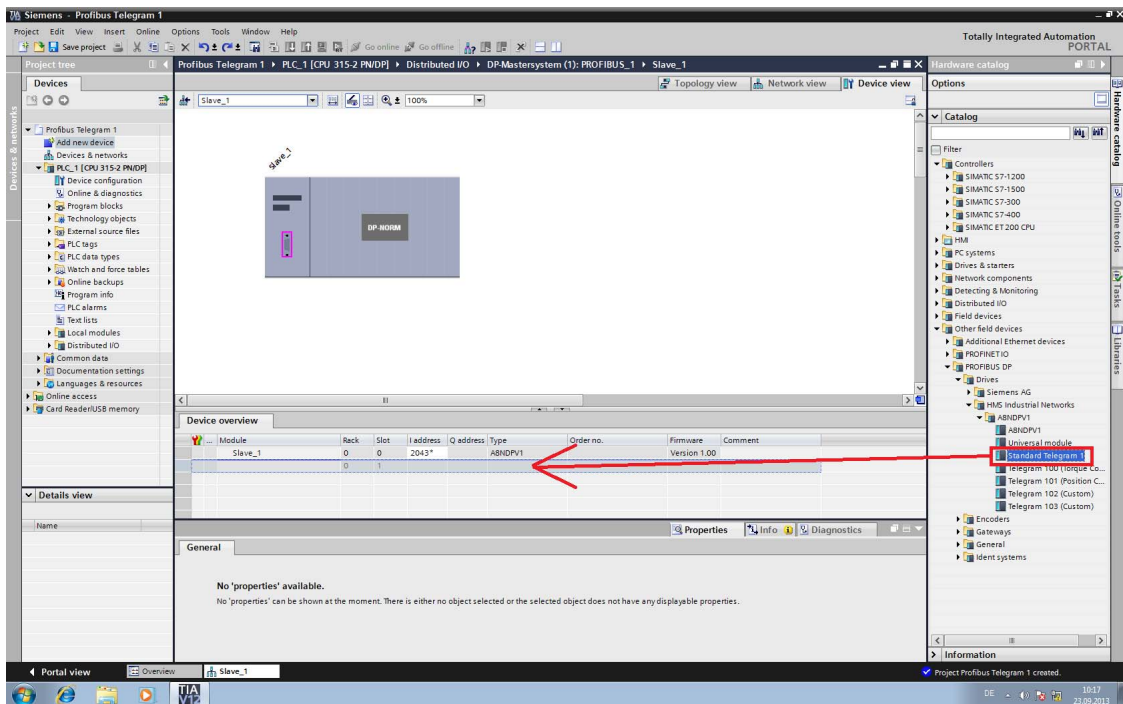 Siemens - Profibus Telegram 1
Project Edit View Insert Online Options Tools Window Help
Totally Integrated Automation
PORTAL
Save project
Go online
Go offline
Project tree
Profibus Telegram 1 PLC_1 [CPU 315-2 PN/DP] Distributed I/O DP-Mastersystem (1): PROFIBUS_1 Slave_1
Hardware catalog
Devices
Topology view
Network view
Device view
Options
Slave_1
100%
Catalog
Filter
Profibus Telegram 1
Add new device
Devices & networks
PLC_1 [CPU 315-2 PN/DP]
Device configuration
Online & diagnostics
Program blocks
Technology objects
External source files
PLC tags
PLC data types
Watch and force tables
Online backups
Program info
PLC alarms
Text lists
Local modules
Distributed I/O
Common data
Documentation settings
Languages & resources
Online access
Card Reader/USB memory
Devices & networks
Slave_1
DP-NORM
Controllers
SIMATIC S7-1200
SIMATIC S7-1500
SIMATIC S7-300
SIMATIC S7-400
SIMATIC ET 200 CPU
HMI
PC systems
Drives & starters
Network components
Detecting & Monitoring
Distributed I/O
Field devices
Other field devices
Additional Ethernet devices
PROFINET IO
PROFIBUS DP
Drives
Siemens AG
HMS Industrial Networks
ABNDPV1
ABNDPV1
Universal module
Standard Telegram 1
Telegram 100 (Torque Co...
Telegram 101 (Position C...
Telegram 102 (Custom)
Telegram 103 (Custom)
Encoders
Gateways
General
Ident systems
Hardware catalog
Online tools
Tasks
Libraries
Device overview
... Module Rack Slot I address Q address Type Order no. Firmware Comment
Slave_1 0 0 2043* ABNDPV1 Version 1.00
0 1
Details view
Name
Properties
Info
Diagnostics
General
No 'properties' available.
No 'properties' can be shown at the moment. There is either no object selected or the selected object does not have any displayable properties.
Information
Portal view
Overview
Slave_1
Project Profibus Telegram 1 created.
TIA
V12
DE
10:17
23.09.2013